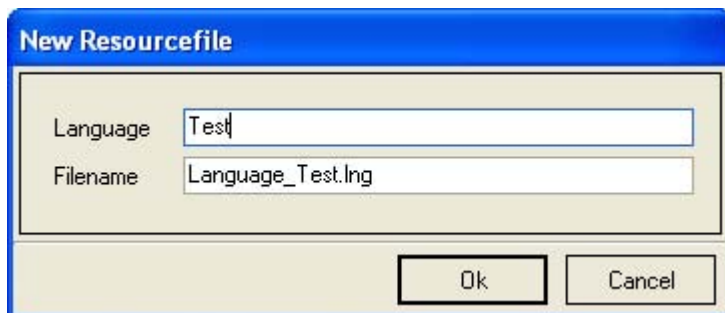 New Resourcefile
Language Test
Filename Language_Test.lng
Ok Cancel